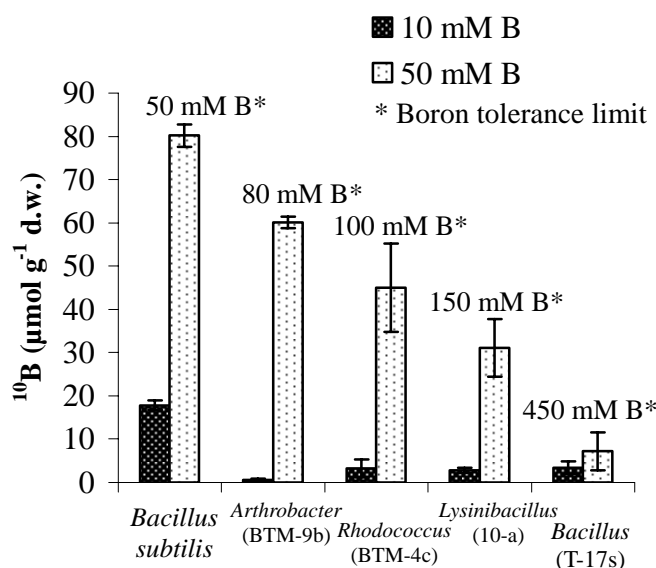 10 mM B
50 mM B
* Boron tolerance limit
90
80
70
60
50
40
30
20
10
0
¹⁰B (µmol g⁻¹ d.w.)
50 mM B*
80 mM B*
100 mM B*
150 mM B*
450 mM B*
Bacillus
subtilis
Arthrobacter
(BTM-9b)
Rhodococcus
(BTM-4c)
Lysinibacillus
(10-a)
Bacillus
(T-17s)